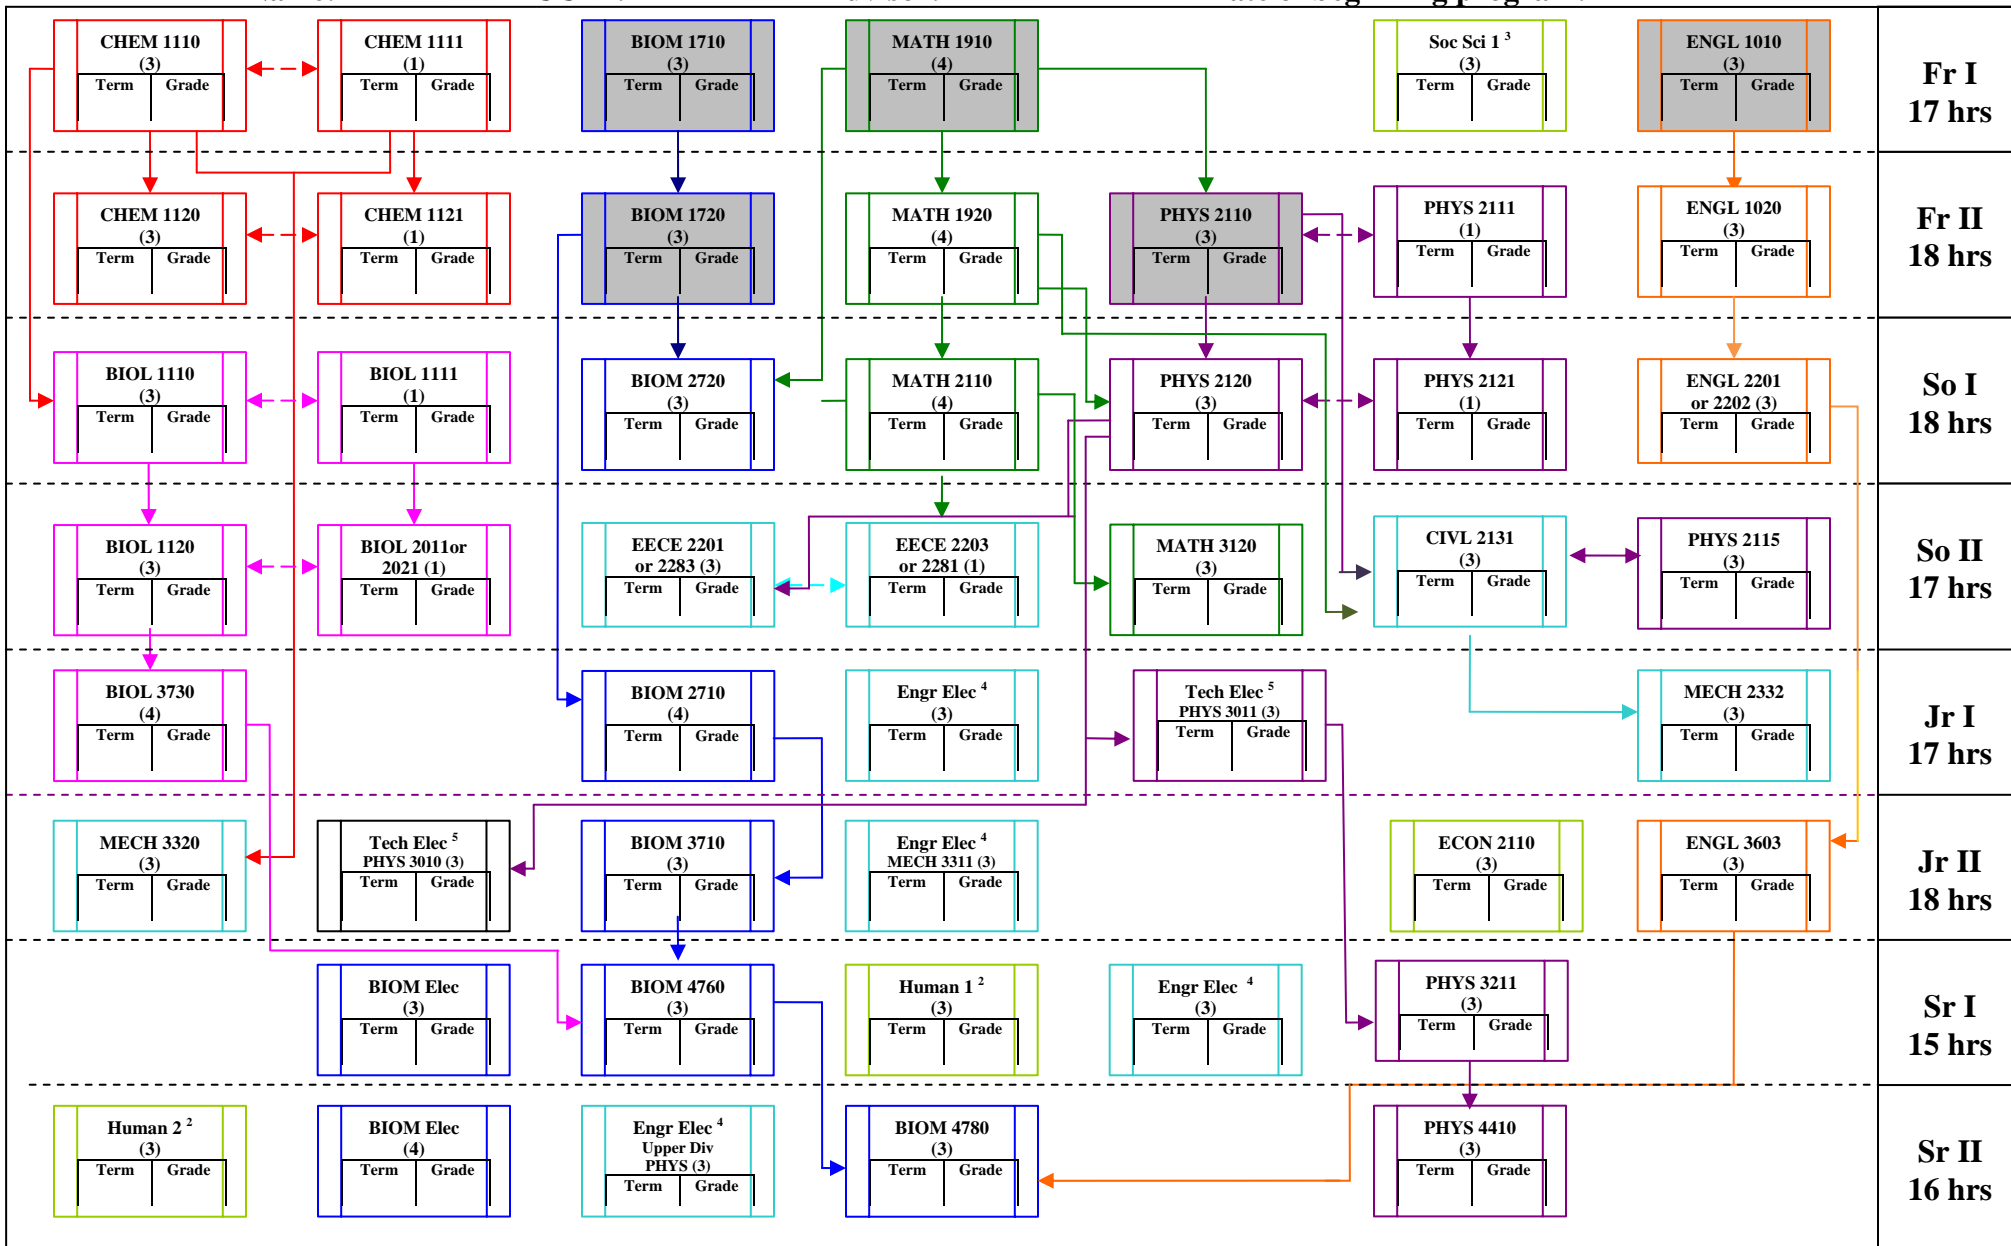 CHEM 1110
(3)
Term Grade
CHEM 1111
(1)
Term Grade
BIOM 1710
(3)
Term Grade
MATH 1910
(4)
Term Grade
Soc Sci 1 3
(3)
Term Grade
ENGL 1010
(3)
Term Grade
Fr I
17 hrs
CHEM 1120
(3)
Term Grade
CHEM 1121
(1)
Term Grade
BIOM 1720
(3)
Term Grade
MATH 1920
(4)
Term Grade
PHYS 2110
(3)
Term Grade
PHYS 2111
(1)
Term Grade
ENGL 1020
(3)
Term Grade
Fr II
18 hrs
BIOL 1110
(3)
Term Grade
BIOL 1111
(1)
Term Grade
BIOM 2720
(3)
Term Grade
MATH 2110
(4)
Term Grade
PHYS 2120
(3)
Term Grade
PHYS 2121
(1)
Term Grade
ENGL 2201
or 2202 (3)
Term Grade
So I
18 hrs
BIOL 1120
(3)
Term Grade
BIOL 2011or
2021 (1)
Term Grade
EECE 2201
or 2283 (3)
Term Grade
EECE 2203
or 2281 (1)
Term Grade
MATH 3120
(3)
Term Grade
CIVL 2131
(3)
Term Grade
PHYS 2115
(3)
Term Grade
So II
17 hrs
BIOL 3730
(4)
Term Grade
BIOM 2710
(4)
Term Grade
Engr Elec 4
(3)
Term Grade
Tech Elec 5
PHYS 3011 (3)
Term Grade
MECH 2332
(3)
Term Grade
Jr I
17 hrs
MECH 3320
(3)
Term Grade
Tech Elec 5
PHYS 3010 (3)
Term Grade
BIOM 3710
(3)
Term Grade
Engr Elec 4
MECH 3311 (3)
Term Grade
ECON 2110
(3)
Term Grade
ENGL 3603
(3)
Term Grade
Jr II
18 hrs
BIOM Elec
(3)
Term Grade
BIOM 4760
(3)
Term Grade
Human 1 2
(3)
Term Grade
Engr Elec 4
(3)
Term Grade
PHYS 3211
(3)
Term Grade
Sr I
15 hrs
Human 2 2
(3)
Term Grade
BIOM Elec
(4)
Term Grade
Engr Elec 4
Upper Div
PHYS (3)
Term Grade
BIOM 4780
(3)
Term Grade
PHYS 4410
(3)
Term Grade
Sr II
16 hrs